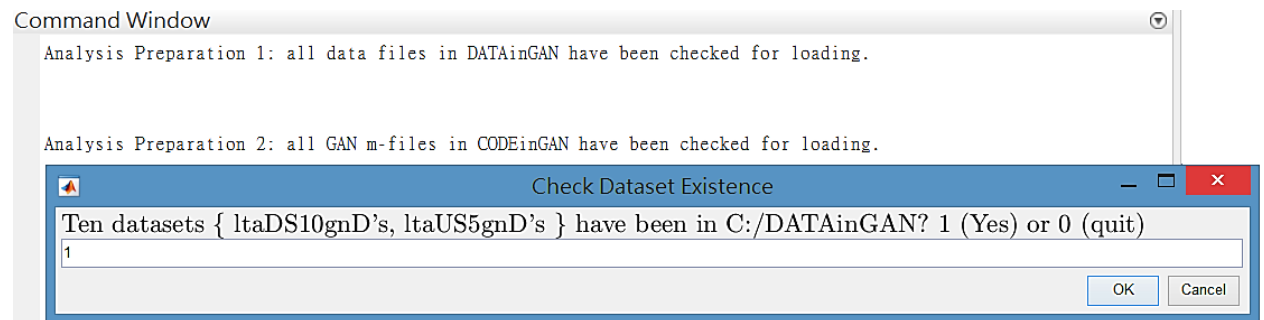 Command Window
Analysis Preparation 1: all data files in DATAinGAN have been checked for loading.
Analysis Preparation 2: all GAN m-files in CODEinGAN have been checked for loading.
Check Dataset Existence
Ten datasets { ltaDS10gnD's, ltaUS5gnD's } have been in C:/DATAinGAN? 1 (Yes) or 0 (quit)
1
OK Cancel